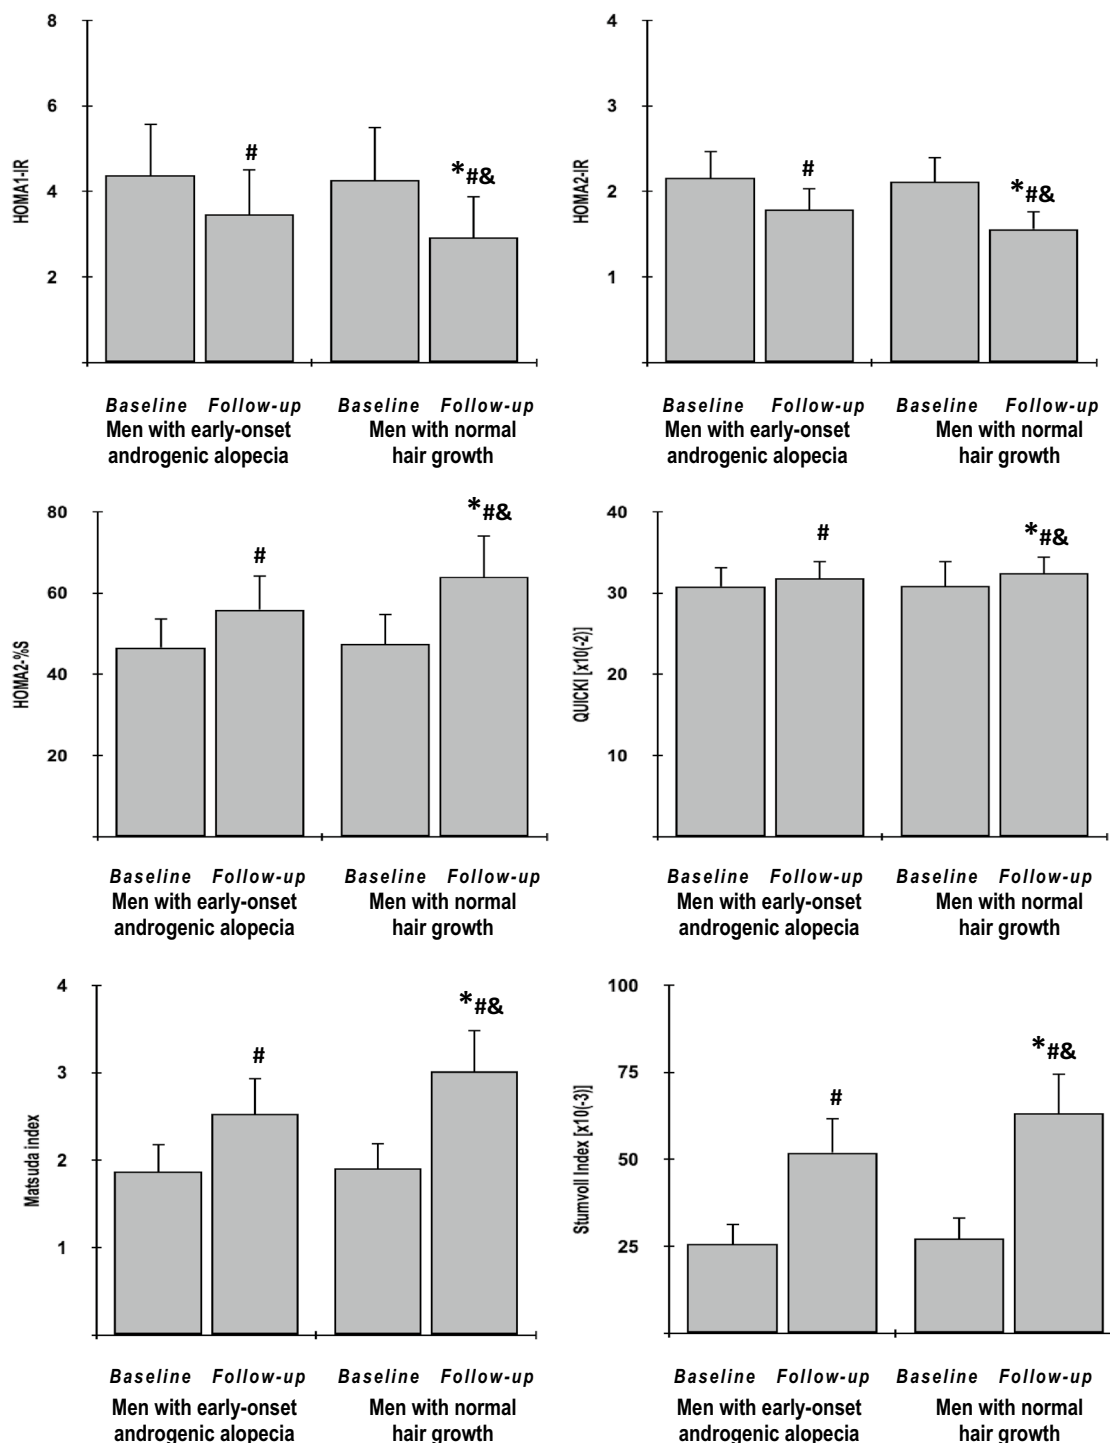 8
6
4
2
HOMA1-IR
#
*#&
Baseline Follow-up Baseline Follow-up
Men with early-onset androgenic alopecia
Men with normal hair growth
4
3
2
1
HOMA2-IR
#
*#&
Baseline Follow-up Baseline Follow-up
Men with early-onset androgenic alopecia
Men with normal hair growth
80
60
40
20
HOMA2-%S
#
*#&
Baseline Follow-up Baseline Follow-up
Men with early-onset androgenic alopecia
Men with normal hair growth
40
30
20
10
QUICKI [x10(-2)]
#
*#&
Baseline Follow-up Baseline Follow-up
Men with early-onset androgenic alopecia
Men with normal hair growth
4
3
2
1
Matsuda index
#
*#&
Baseline Follow-up Baseline Follow-up
Men with early-onset androgenic alopecia
Men with normal hair growth
100
75
50
25
Stumvoll Index [x10(-3)]
#
*#&
Baseline Follow-up Baseline Follow-up
Men with early-onset androgenic alopecia
Men with normal hair growth